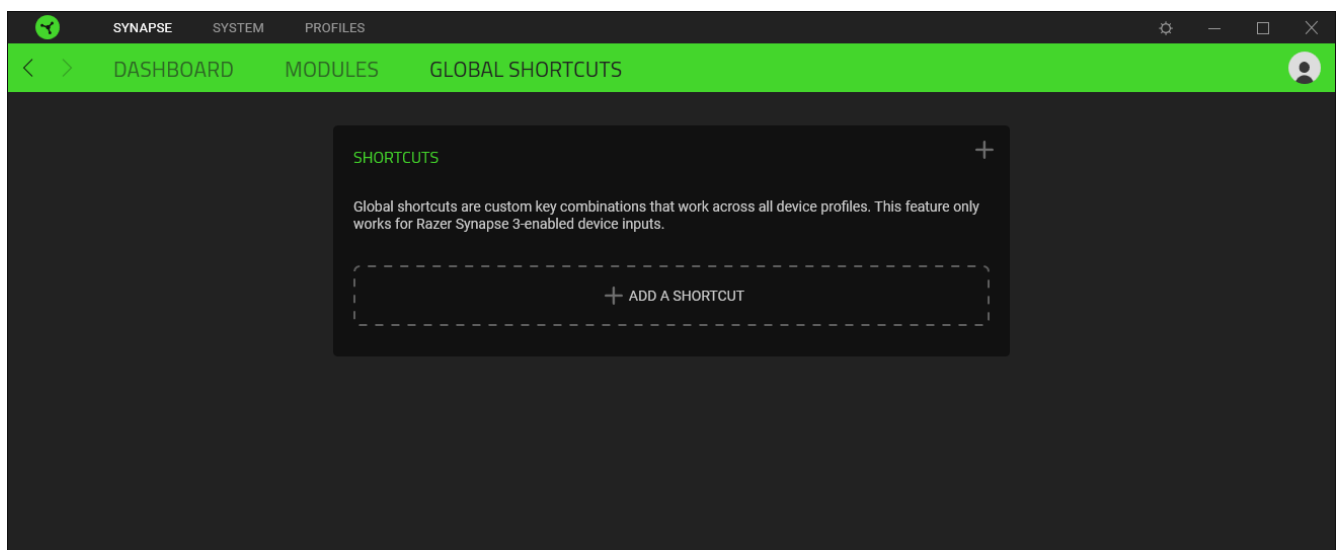 SYNAPSE SYSTEM PROFILES
DASHBOARD MODULES GLOBAL SHORTCUTS
SHORTCUTS
Global shortcuts are custom key combinations that work across all device profiles. This feature only
works for Razer Synapse 3-enabled device inputs.
ADD A SHORTCUT